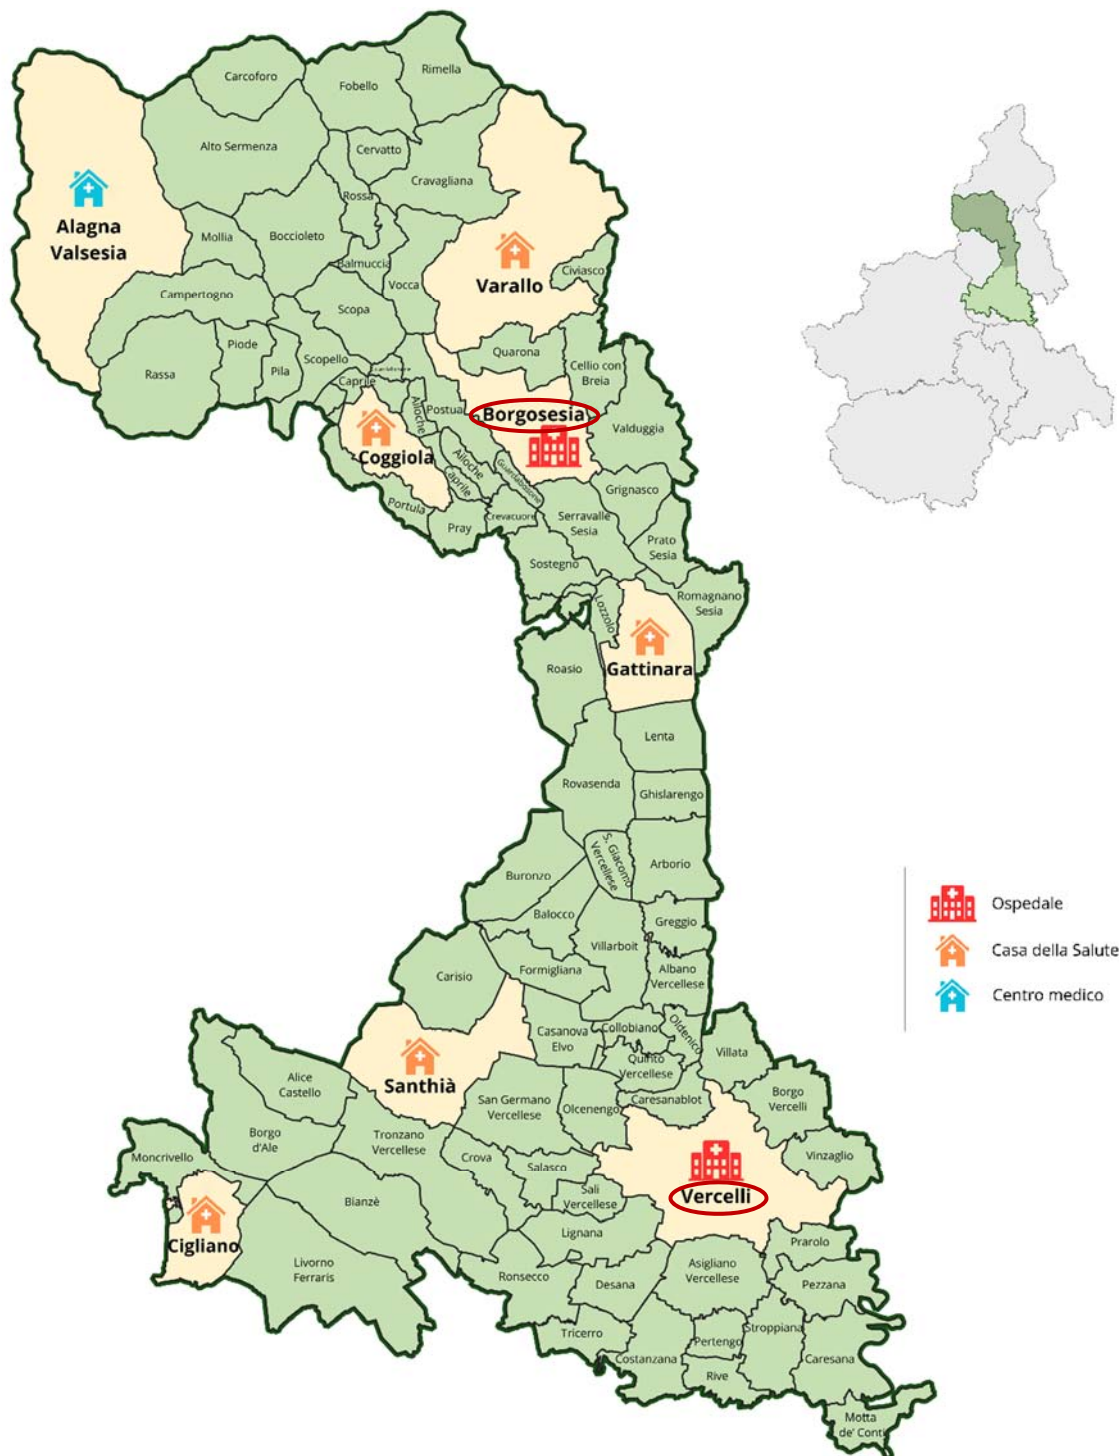 Carcoforo
Fobello
Rimella
Alto Sermenza
Cervatto
Cravagliana
Rossa
Alagna
Valsesia
Mollia
Boccioleto
Balmuccia
Vocca
Varallo
Civiasco
Campertogno
Scopa
Rassa
Piode
Pila
Scopello
Quarona
Cellio con
Breia
Caprile
Ailoche
Postua
Borgosesia
Valduggia
Coggiola
Ailoche
Caprile
Guardabosone
Portula
Pray
Crevacuore
Serravalle
Sesia
Grignasco
Prato
Sesia
Sostegno
Lozzolo
Romagnano
Sesia
Roasio
Gattinara
Lenta
Rovasenda
Ghislarengo
S. Giacomo
Vercellese
Arborio
Buronzo
Balocco
Greggio
Villarboit
Carisio
Formigliana
Albano
Vercellese
Casanova
Elvo
Collobiano
Oldenico
Villata
Quinto
Vercellese
Santhià
Alice
Castello
San Germano
Vercellese
Olcenengo
Caresanablot
Borgo
Vercelli
Borgo
d'Ale
Tronzano
Vercellese
Crova
Salasco
Vinzaglio
Moncrivello
Bianzè
Sali
Vercellese
Vercelli
Cigliano
Lignana
Prarolo
Livorno
Ferraris
Ronsecco
Desana
Asigliano
Vercellese
Pezzana
Tricerro
Costanzana
Pertengo
Stroppiana
Caresana
Rive
Motta
de' Conti
Ospedale
Casa della Salute
Centro medico